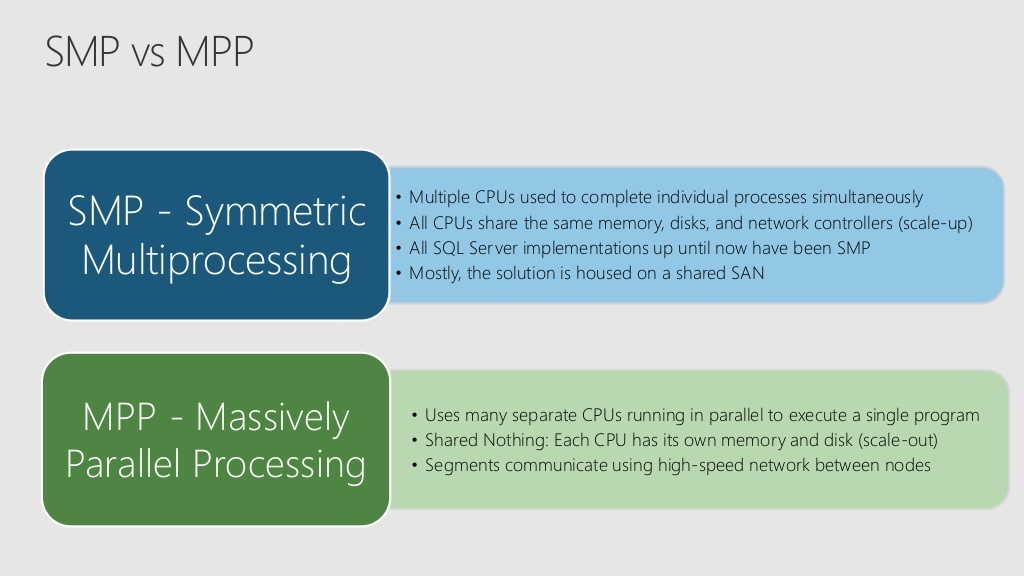 SMP vs MPP
SMP - Symmetric
Multiprocessing
• Multiple CPUs used to complete individual processes simultaneously
• All CPUs share the same memory, disks, and network controllers (scale-up)
• All SQL Server implementations up until now have been SMP
• Mostly, the solution is housed on a shared SAN
MPP - Massively
Parallel Processing
• Uses many separate CPUs running in parallel to execute a single program
• Shared Nothing: Each CPU has its own memory and disk (scale-out)
• Segments communicate using high-speed network between nodes